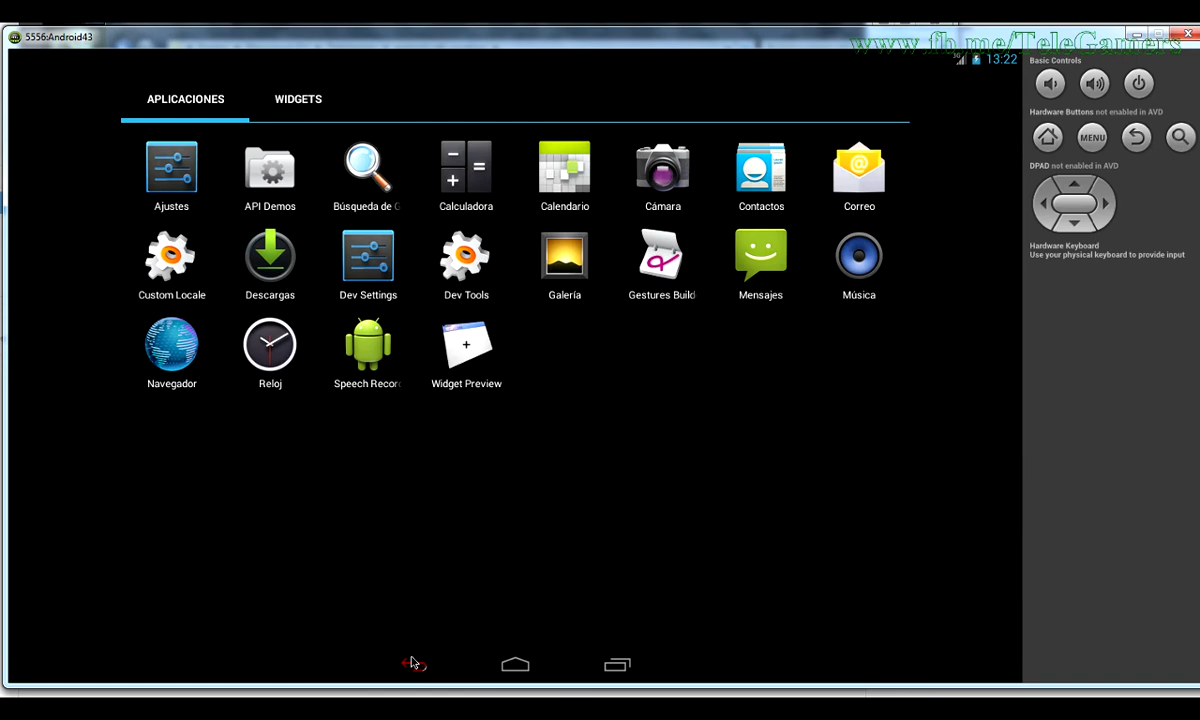 5556:Android43
www.fb.me/TeleGamers
3G
13:22
APLICACIONES
WIDGETS
Ajustes
API Demos
Búsqueda de G
Calculadora
Calendario
Cámara
Contactos
Correo
Custom Locale
Descargas
Dev Settings
Dev Tools
Galería
Gestures Build
Mensajes
Música
Navegador
Reloj
Speech Recor
Widget Preview
Basic Controls
Hardware Buttons not enabled in AVD
MENU
DPAD not enabled in AVD
Hardware Keyboard
Use your physical keyboard to provide input